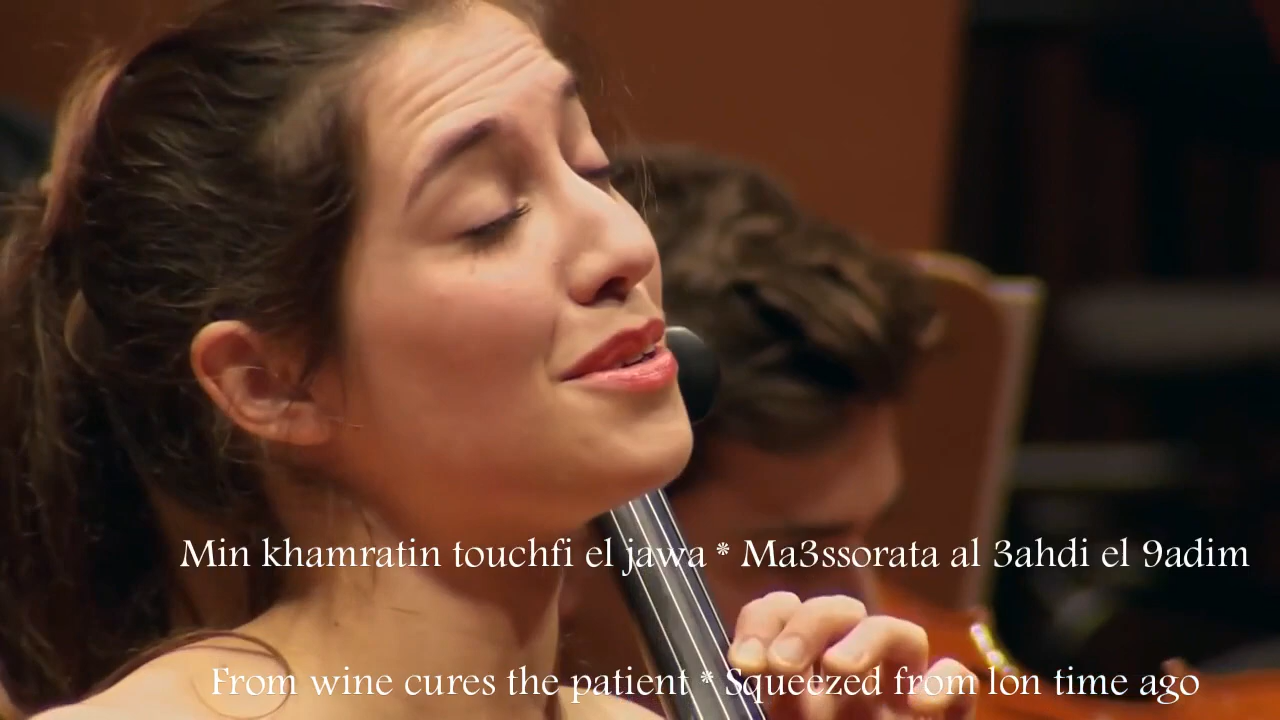 Min khamratin touchfi el jawa * Ma3ssorata al 3ahdi el 9adim
From wine cures the patient * Squeezed from lon time ago